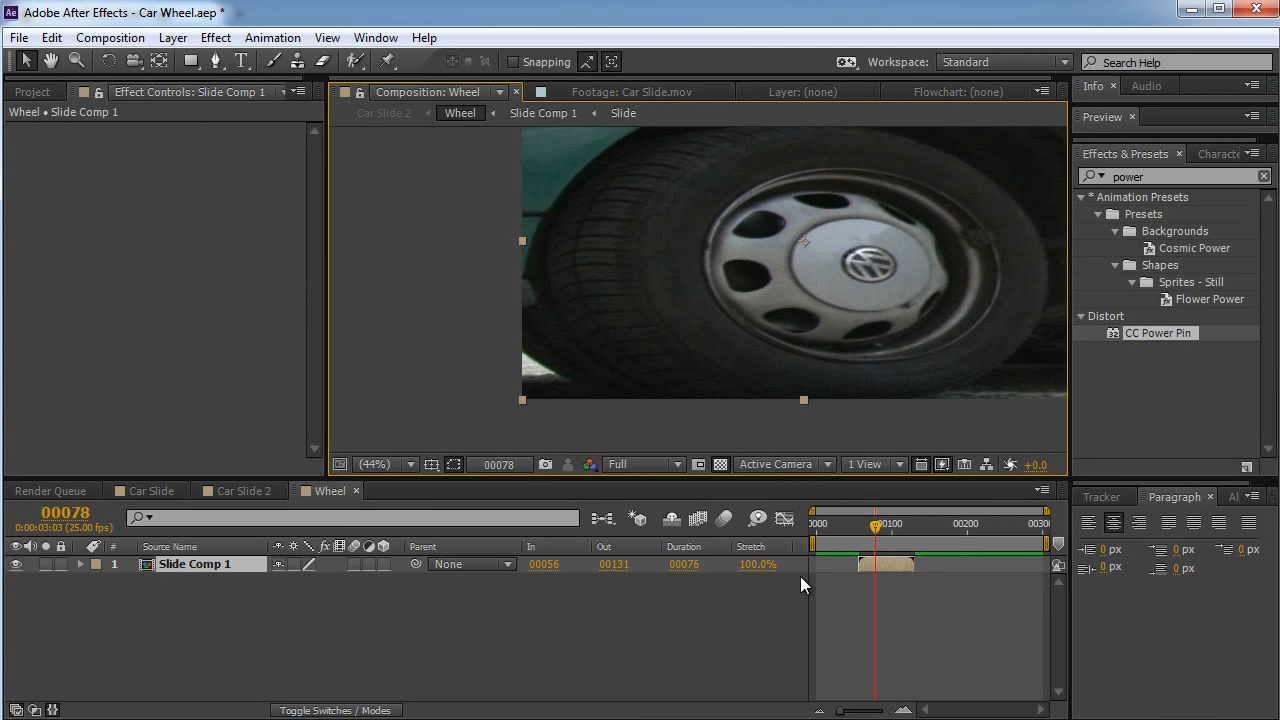 Ae Adobe After Effects - Car Wheel.aep *
File Edit Composition Layer Effect Animation View Window Help
Snapping Workspace: Standard Search Help
Project Effect Controls: Slide Comp 1 Composition: Wheel Footage: Car Slide.mov Layer: (none) Flowchart: (none) Info Audio
Wheel • Slide Comp 1 Car Slide 2 Wheel Slide Comp 1 Slide Preview
Effects & Presets Characte
power
* Animation Presets
Presets
Backgrounds
Cosmic Power
Shapes
Sprites - Still
Flower Power
Distort
32 CC Power Pin
(44%) 00078 Full Active Camera 1 View +0.0
Render Queue Car Slide Car Slide 2 Wheel Tracker Paragraph Al
00078
0:00:03:03 (25.00 fps) 0000 00100 00200 00300
# Source Name fx Parent In Out Duration Stretch
0 px 0 px 0 px
1 Slide Comp 1 None 00056 00131 00076 100.0%
0 px 0 px
Toggle Switches / Modes